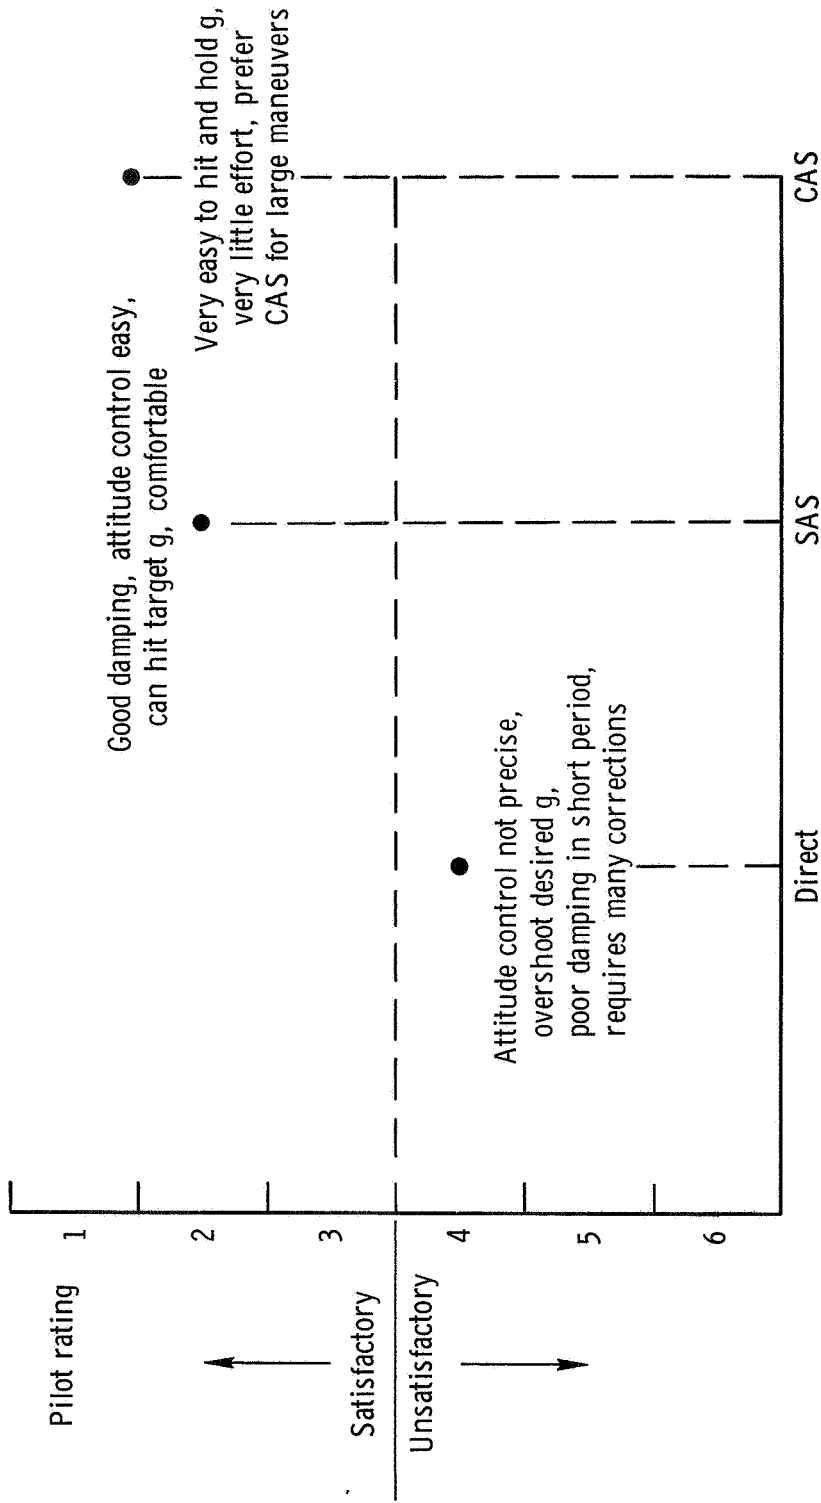 Pilot rating
1
2
3
4
5
6
Satisfactory
Unsatisfactory
Good damping, attitude control easy,
can hit target g, comfortable
Very easy to hit and hold g,
very little effort, prefer
CAS for large maneuvers
Attitude control not precise,
overshoot desired g,
poor damping in short period,
requires many corrections
Direct
SAS
CAS